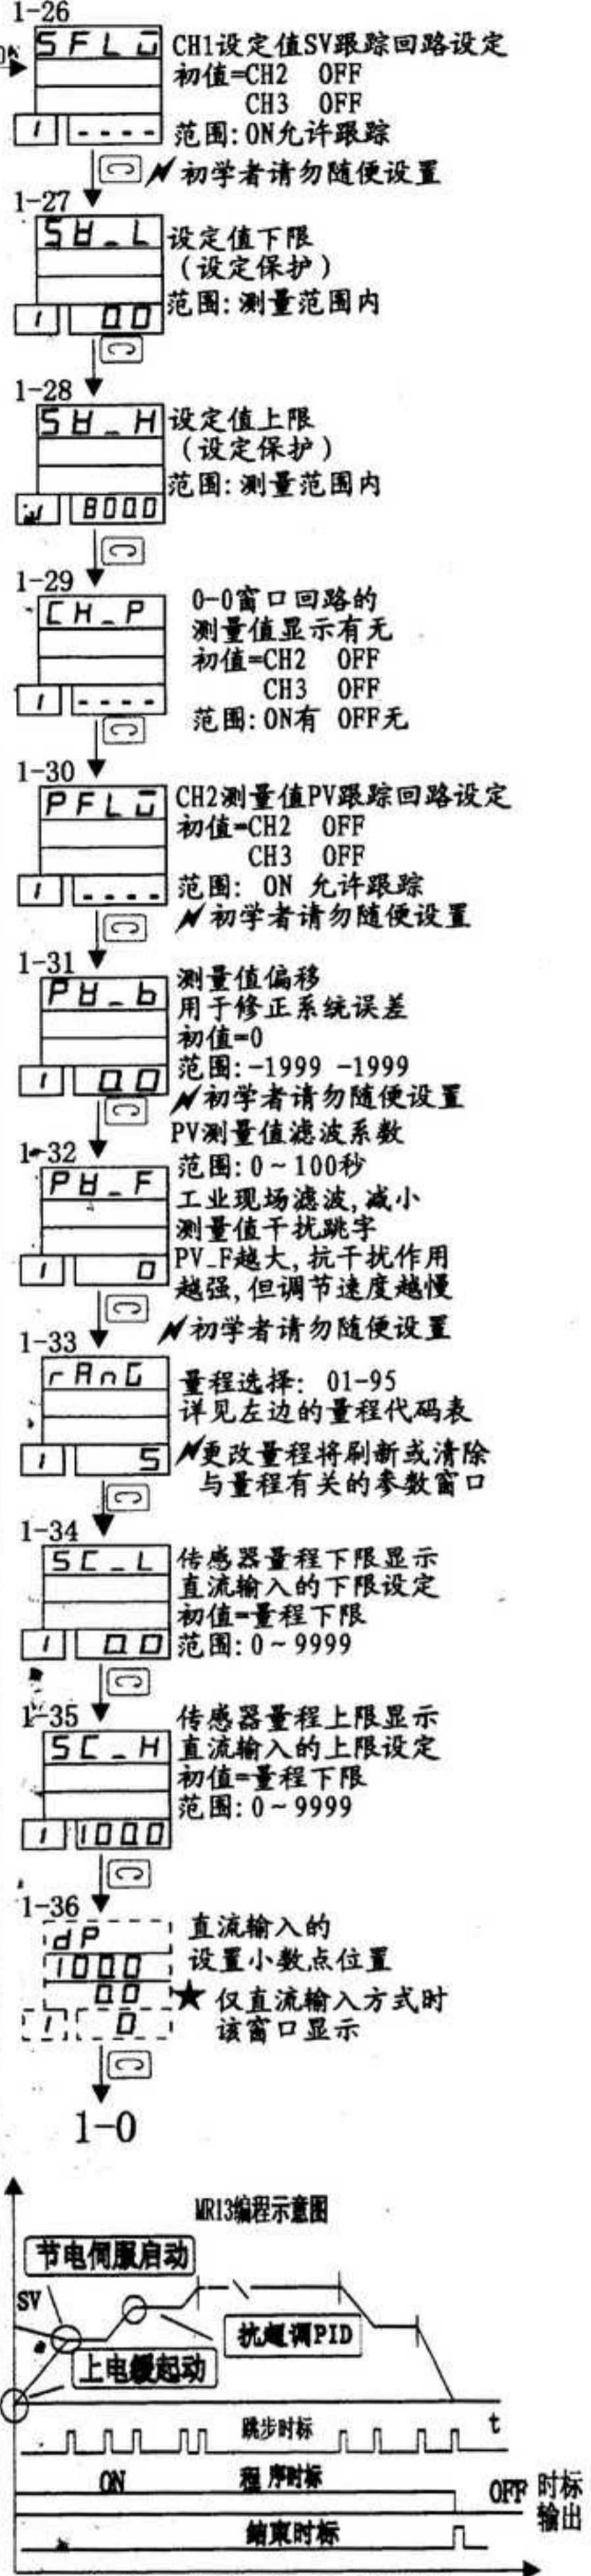 1-26
SFLG
CH1设定值SV跟踪回路设定
初值=CH2 OFF
CH3 OFF
1 ---- 范围:ON允许跟踪
初学者请勿随便设置
1-27
SV_L
设定值下限
(设定保护)
范围:测量范围内
1 0.0
1-28
SV_H
设定值上限
(设定保护)
范围:测量范围内
800.0
1-29
CH_P
0-0窗口回路的
测量值显示有无
初值=CH2 OFF
CH3 OFF
1 ----
范围:ON有 OFF无
1-30
PFLG
CH2测量值PV跟踪回路设定
初值=CH2 OFF
CH3 OFF
1 ---- 范围: ON 允许跟踪
初学者请勿随便设置
1-31
PV_b
测量值偏移
用于修正系统误差
初值=0
范围:-1999 -1999
1 0.0
初学者请勿随便设置
PV测量值滤波系数
1-32
范围:0~100秒
PV_F
工业现场滤波,减小
测量值干扰跳字
1 0 PV_F越大,抗干扰作用
越强,但调节速度越慢
初学者请勿随便设置
1-33
rAnG
量程选择: 01-95
详见左边的量程代码表
1 5
更改量程将刷新或清除
与量程有关的参数窗口
1-34
SC_L
传感器量程下限显示
直流输入的下限设定
初值=量程下限
1 0.0 范围:0~9999
1-35
传感器量程上限显示
SC_H
直流输入的上限设定
初值=量程下限
范围:0~9999
1 100.0
1-36
dP
直流输入的
100.0
设置小数点位置
0.0
★ 仅直流输入方式时
1 0
该窗口显示
1-0
MR13编程示意图
节电伺服启动
SV
抗超调PID
上电缓起动
跳步时标
t
ON 程序时标
OFF 时标
输出
结束时标